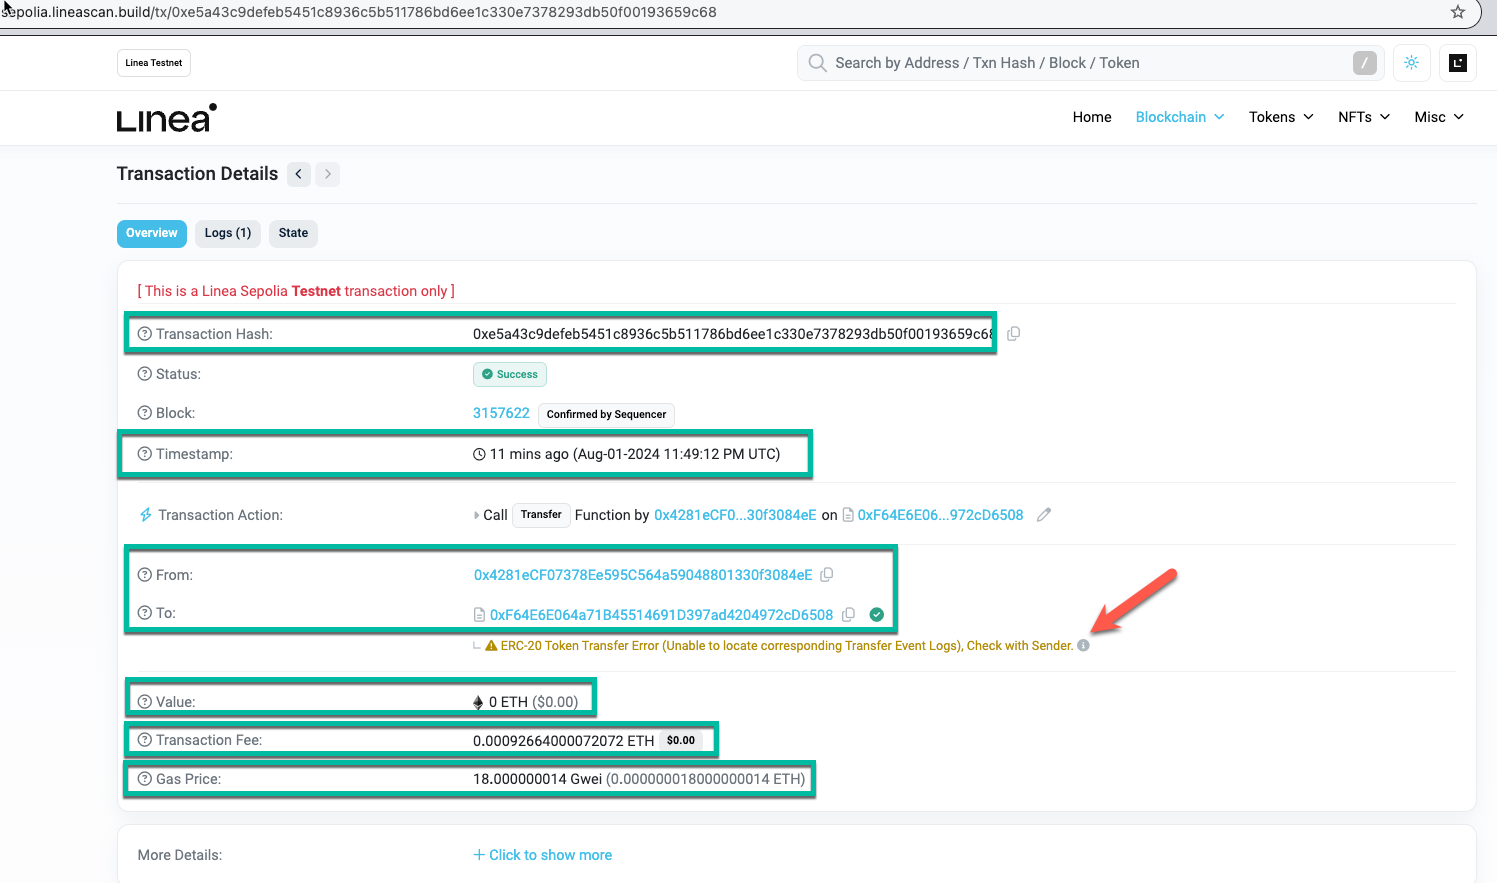 sepolia.lineascan.build/tx/0xe5a43c9defeb5451c8936c5b511786bd6ee1c330e7378293db50f00193659c68
Linea Testnet
Search by Address / Txn Hash / Block / Token
/
Linea
Home Blockchain Tokens NFTs Misc
Transaction Details
Overview Logs (1) State
[ This is a Linea Sepolia Testnet transaction only ]
Transaction Hash: 0xe5a43c9defeb5451c8936c5b511786bd6ee1c330e7378293db50f00193659c68
Status: Success
Block: 3157622 Confirmed by Sequencer
Timestamp: 11 mins ago (Aug-01-2024 11:49:12 PM UTC)
Transaction Action: Call Transfer Function by 0x4281eCF0...30f3084eE on 0xF64E6E06...972cD6508
From: 0x4281eCF07378Ee595C564a59048801330f3084eE
To: 0xF64E6E064a71B45514691D397ad4204972cD6508
ERC-20 Token Transfer Error (Unable to locate corresponding Transfer Event Logs), Check with Sender.
Value: 0 ETH ($0.00)
Transaction Fee: 0.00092664000072072 ETH $0.00
Gas Price: 18.000000014 Gwei (0.000000018000000014 ETH)
More Details: + Click to show more